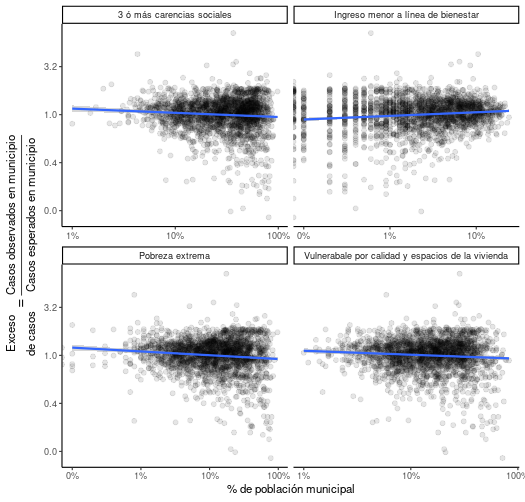 3 ó más carencias sociales
Ingreso menor a línea de bienestar
3.2
1.0
0.4
0.0
1%
10%
100%
0%
1%
10%
Pobreza extrema
Vulnerabale por calidad y espacios de la vivienda
3.2
1.0
0.4
0.0
0%
1%
10%
100%
1%
10%
100%
Exceso
de casos
=
Casos observados en municipio
Casos esperados en municipio
% de población municipal